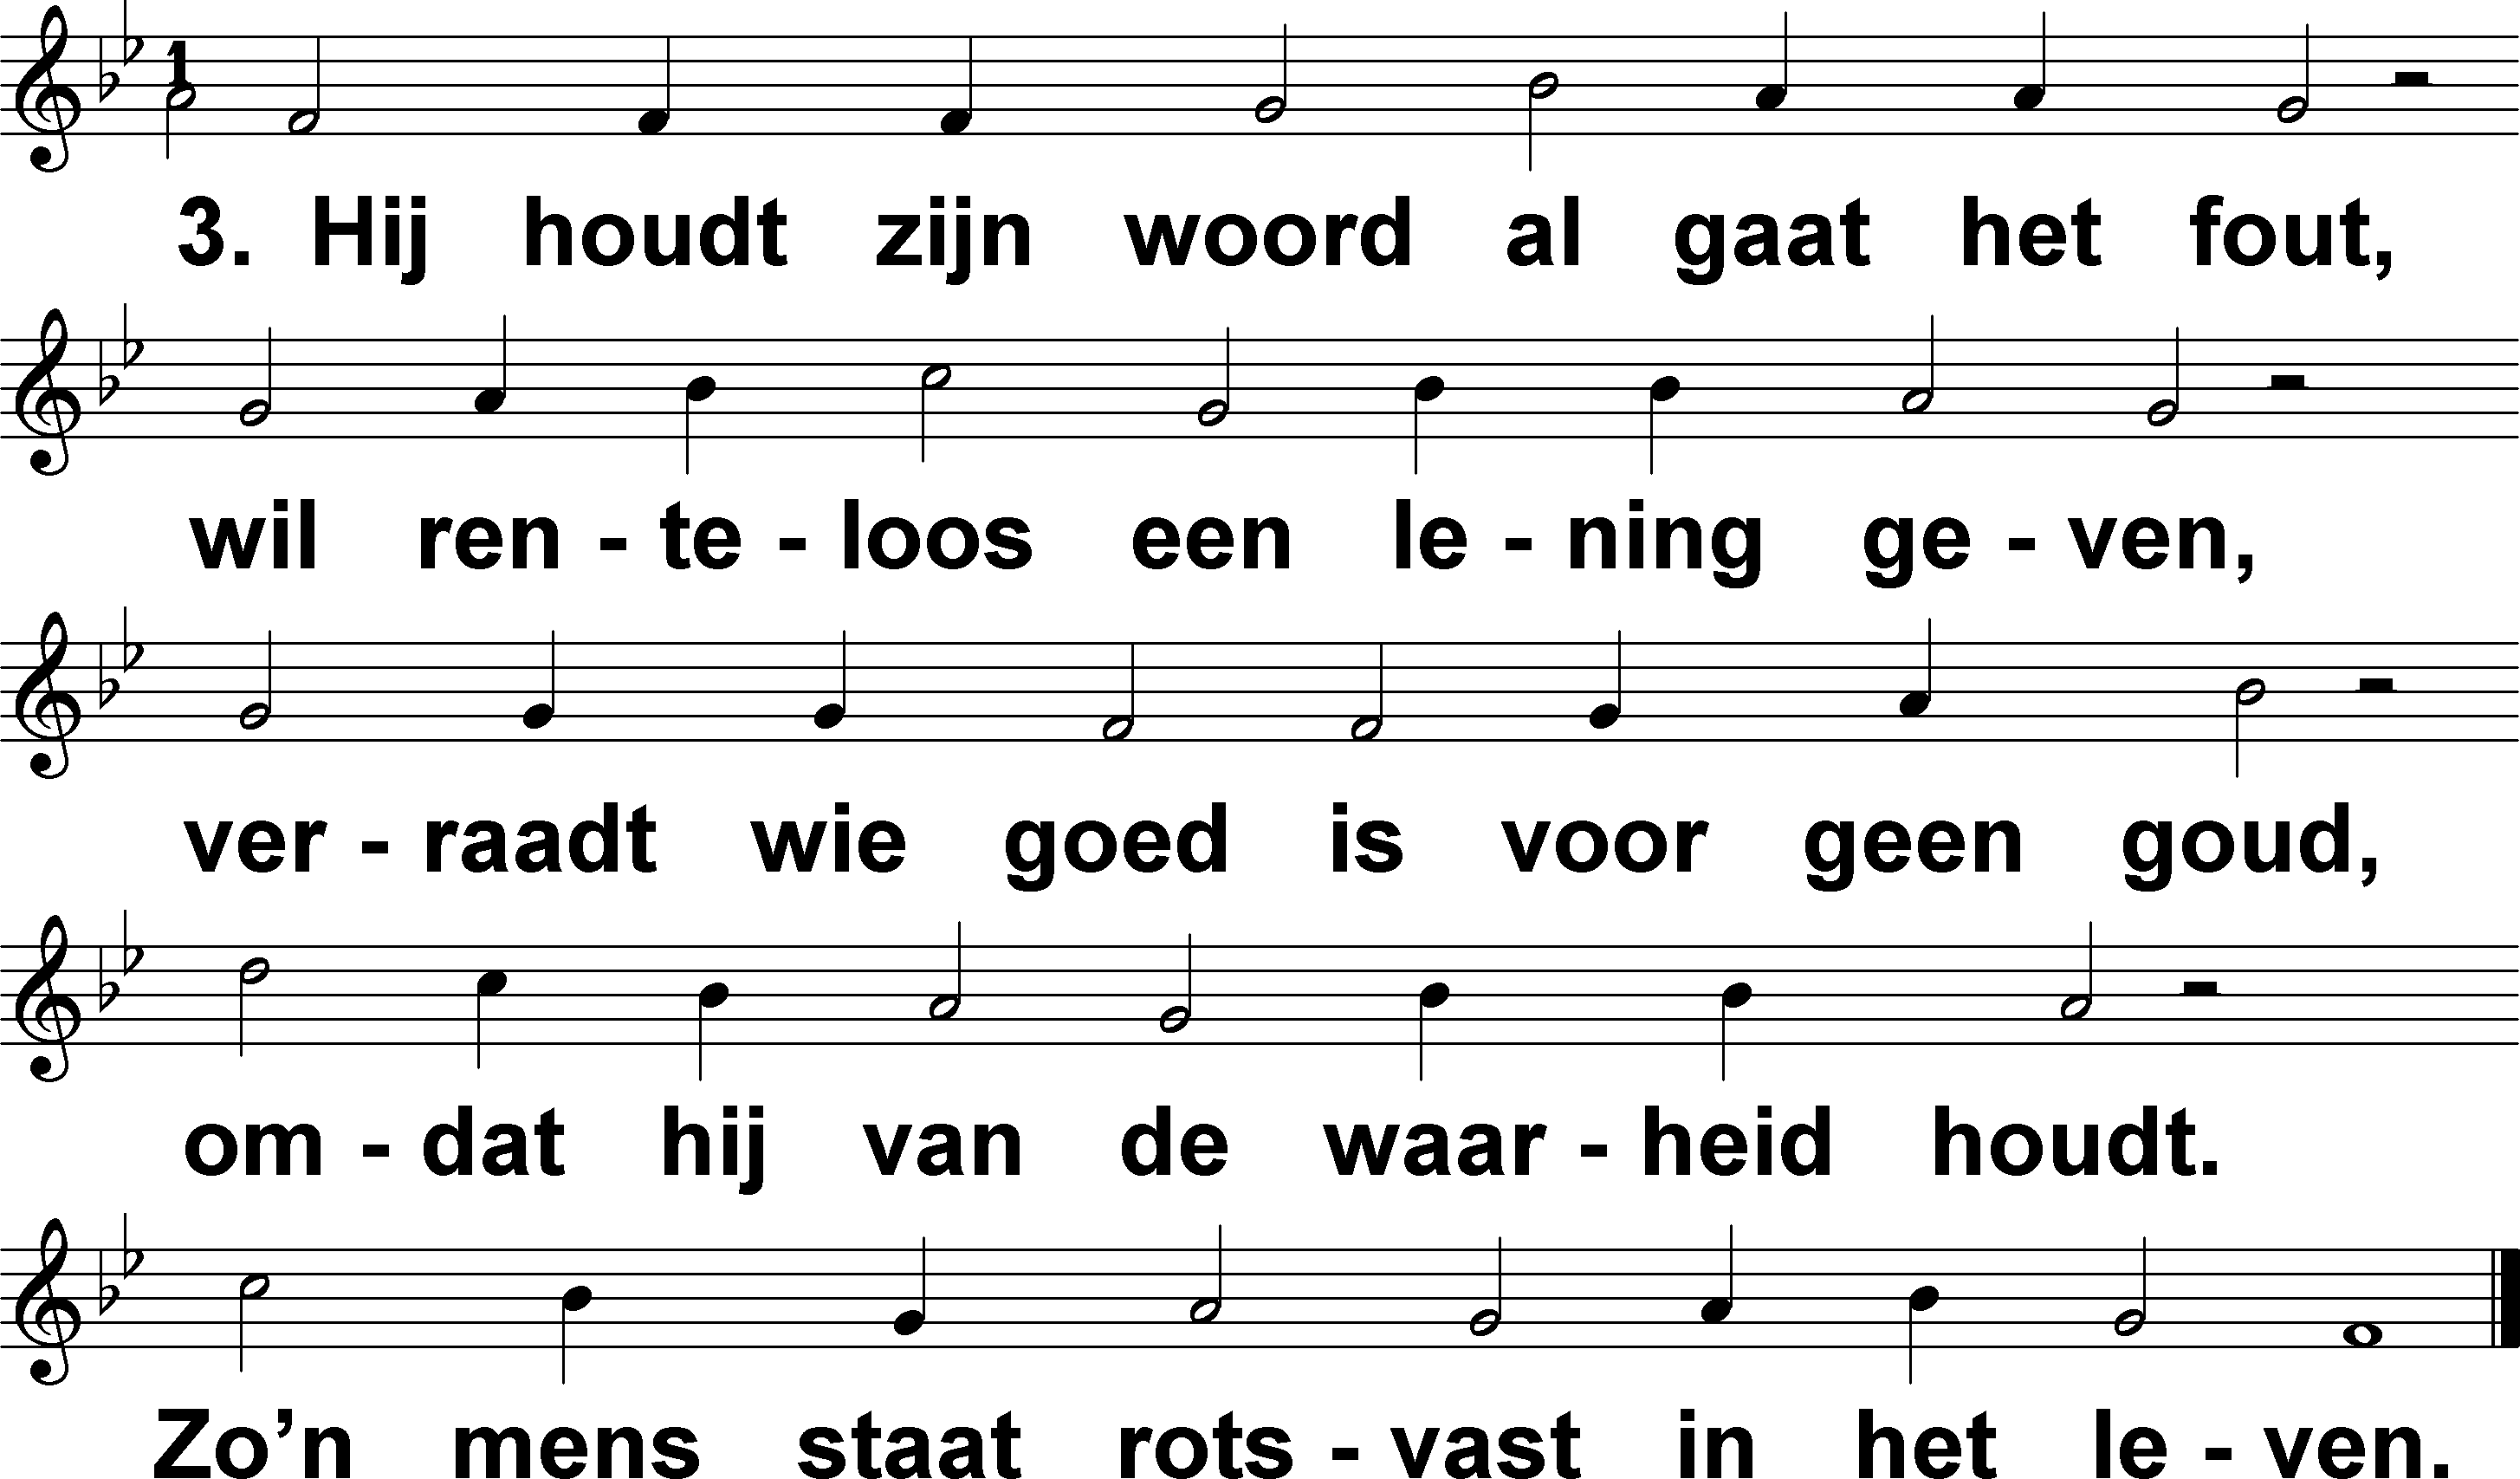 3. Hij houdt zijn woord al gaat het fout,
wil ren - te - loos een le - ning ge - ven,
ver - raadt wie goed is voor geen goud,
om - dat hij van de waar - heid houdt.
Zo’n mens staat rots - vast in het le - ven.